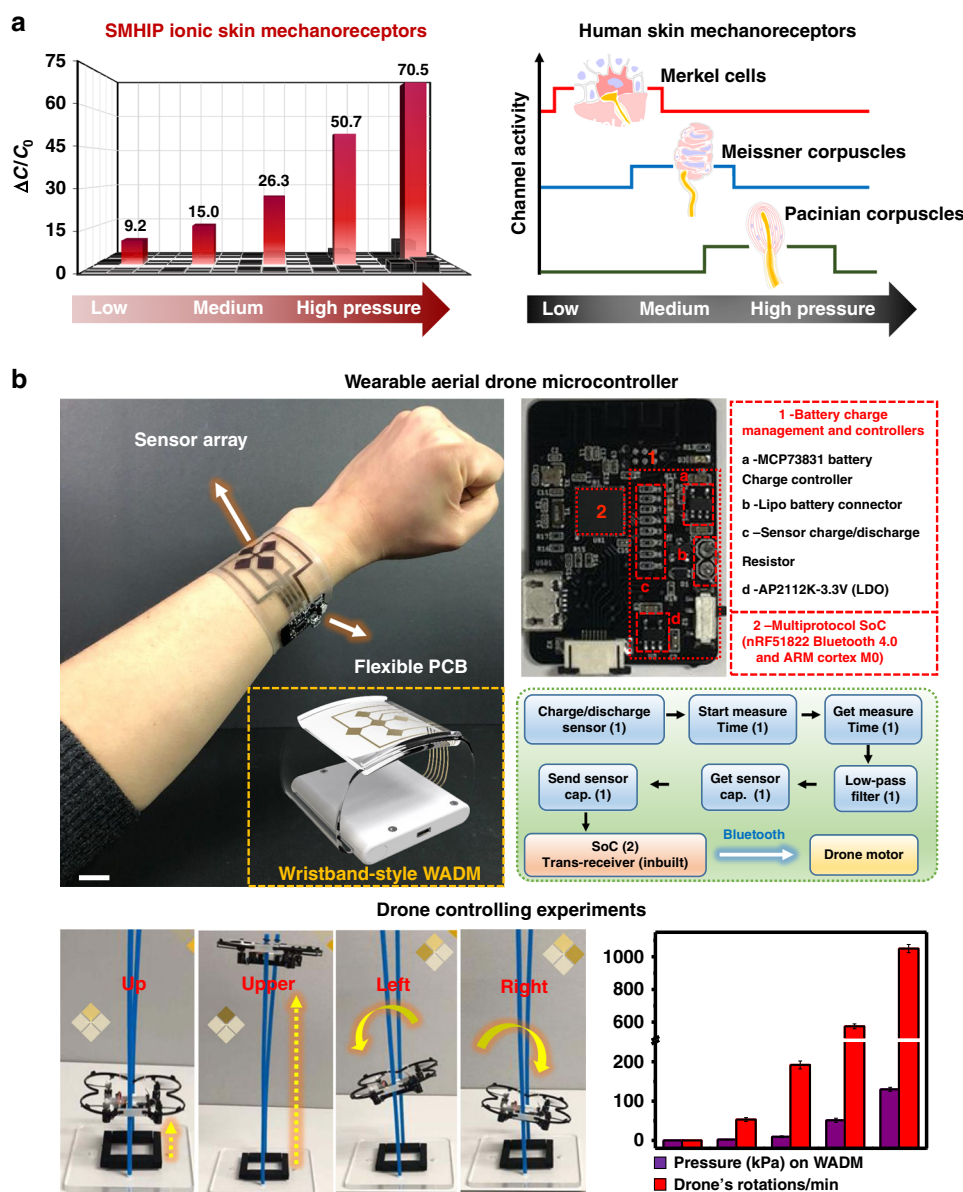 a
SMHIP ionic skin mechanoreceptors
75
60
45
30
15
0
ΔC/C0
9.2
15.0
26.3
50.7
70.5
Low
Medium
High pressure
Human skin mechanoreceptors
Channel activity
Merkel cells
Meissner corpuscles
Pacinian corpuscles
Low
Medium
High pressure
b
Wearable aerial drone microcontroller
Sensor array
Flexible PCB
Wristband-style WADM
1
2
a
b
c
d
1 -Battery charge
management and controllers
a -MCP73831 battery
Charge controller
b -Lipo battery connector
c –Sensor charge/discharge
Resistor
d -AP2112K-3.3V (LDO)
2 –Multiprotocol SoC
(nRF51822 Bluetooth 4.0
and ARM cortex M0)
Charge/discharge
sensor (1)
Start measure
Time (1)
Get measure
Time (1)
Low-pass
filter (1)
Get sensor
cap. (1)
Send sensor
cap. (1)
SoC (2)
Trans-receiver (inbuilt)
Bluetooth
Drone motor
Drone controlling experiments
Up
Upper
Left
Right
1000
600
200
100
0
Pressure (kPa) on WADM
Drone's rotations/min